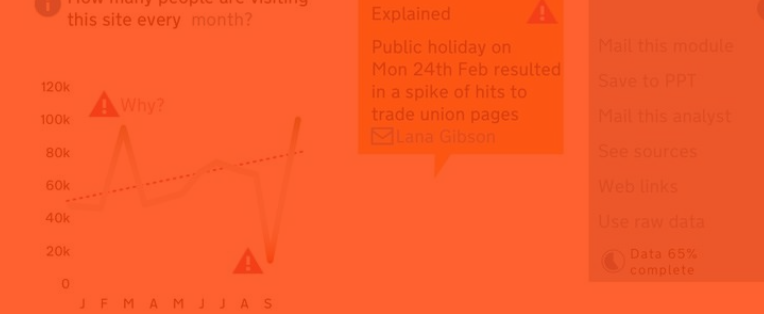 How many people are visiting
this site every month?
120k
Why?
100k
80k
60k
40k
20k
0
J F M A M J J A S
Explained
Public holiday on
Mon 24th Feb resulted
in a spike of hits to
trade union pages
Lana Gibson
Mail this module
Save to PPT
Mail this analyst
See sources
Web links
Use raw data
Data 65%
complete